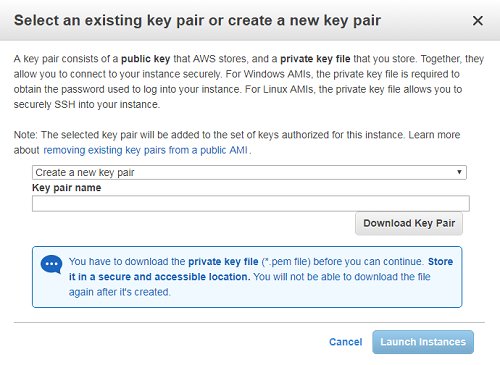 Select an existing key pair or create a new key pair
A key pair consists of a public key that AWS stores, and a private key file that you store. Together, they
allow you to connect to your instance securely. For Windows AMIs, the private key file is required to
obtain the password used to log into your instance. For Linux AMIs, the private key file allows you to
securely SSH into your instance.
Note: The selected key pair will be added to the set of keys authorized for this instance. Learn more
about removing existing key pairs from a public AMI.
Create a new key pair
Key pair name
Download Key Pair
You have to download the private key file (*.pem file) before you can continue. Store
it in a secure and accessible location. You will not be able to download the file
again after it's created.
Cancel Launch Instances